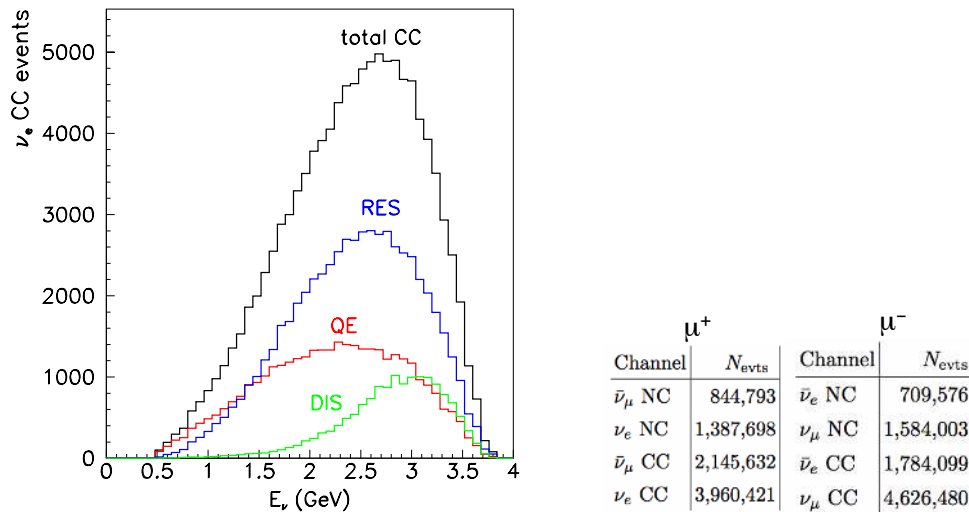 total CC
5000
4000
3000
2000
1000
0
ν_e CC events
RES
QE
DIS
0 0.5 1 1.5 2 2.5 3 3.5 4
E_ν (GeV)
μ⁺
Channel N_evts
ν̄_μ NC 844,793
ν_e NC 1,387,698
ν̄_μ CC 2,145,632
ν_e CC 3,960,421
μ⁻
Channel N_evts
ν̄_e NC 709,576
ν_μ NC 1,584,003
ν̄_e CC 1,784,099
ν_μ CC 4,626,480